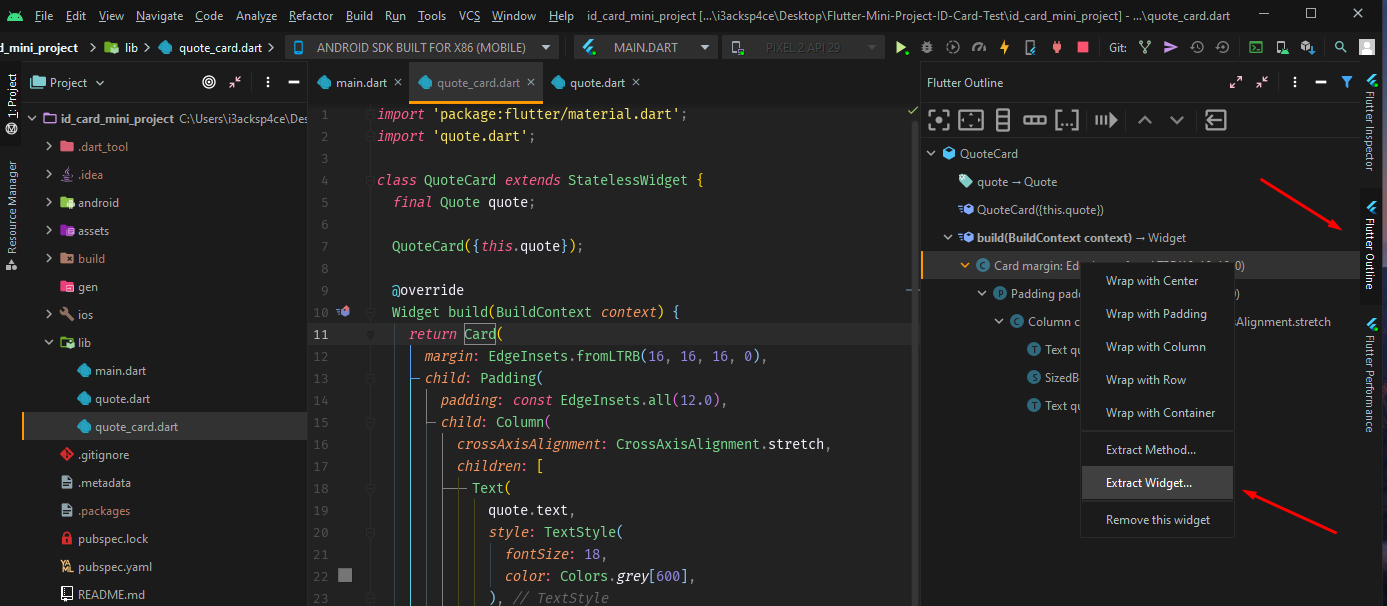 File Edit View Navigate Code Analyze Refactor Build Run Tools VCS Window Help id_card_mini_project [...\i3acksp4ce\Desktop\Flutter-Mini-Project-ID-Card-Test\id_card_mini_project] - ...\quote_card.dart
d_mini_project lib quote_card.dart ANDROID SDK BUILT FOR X86 (MOBILE) MAIN.DART PIXEL 2 API 29 Git:
1: Project
Resource Manager
Project
id_card_mini_project C:\Users\i3acksp4ce\Des
.dart_tool
.idea
android
assets
build
gen
ios
lib
main.dart
quote.dart
quote_card.dart
.gitignore
.metadata
.packages
pubspec.lock
pubspec.yaml
README.md
main.dart quote_card.dart quote.dart
1 import 'package:flutter/material.dart';
2 import 'quote.dart';
3
4 class QuoteCard extends StatelessWidget {
5 final Quote quote;
6
7 QuoteCard({this.quote});
8
9 @override
10 Widget build(BuildContext context) {
11 return Card(
12 margin: EdgeInsets.fromLTRB(16, 16, 16, 0),
13 child: Padding(
14 padding: const EdgeInsets.all(12.0),
15 child: Column(
16 crossAxisAlignment: CrossAxisAlignment.stretch,
17 children: [
18 Text(
19 quote.text,
20 style: TextStyle(
21 fontSize: 18,
22 color: Colors.grey[600],
23 ), // TextStyle
Flutter Outline
QuoteCard
quote → Quote
QuoteCard({this.quote})
build(BuildContext context) → Widget
Card margin: Ed
Padding pad
Column c sAlignment.stretch
Text qu
SizedB
Text qu
Wrap with Center
Wrap with Padding
Wrap with Column
Wrap with Row
Wrap with Container
Extract Method...
Extract Widget...
Remove this widget
Flutter Inspector
Flutter Outline
Flutter Performance